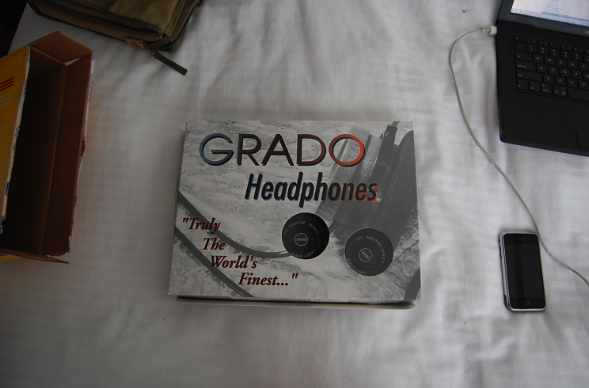 GRADO
Headphones
"Truly
The
World's
Finest..."